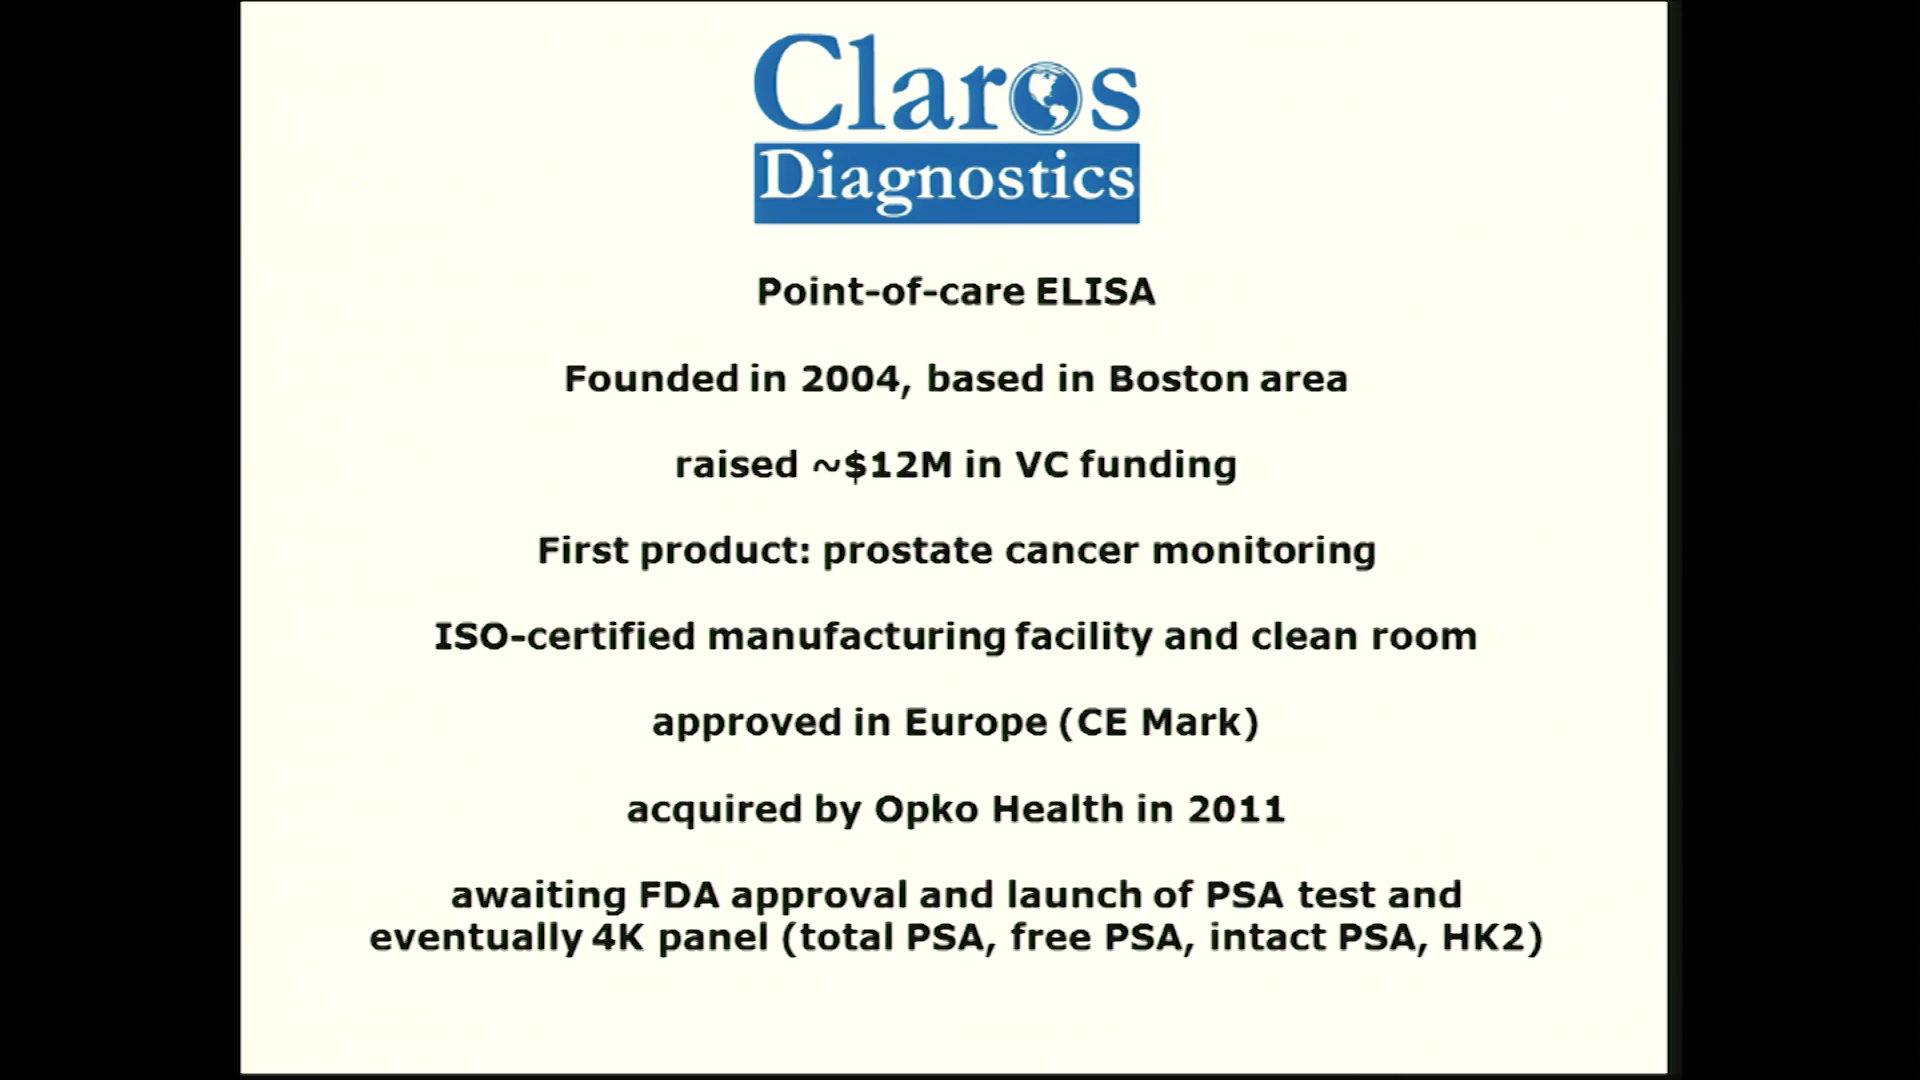 Claros
Diagnostics
Point-of-care ELISA
Founded in 2004, based in Boston area
raised ~$12M in VC funding
First product: prostate cancer monitoring
ISO-certified manufacturing facility and clean room
approved in Europe (CE Mark)
acquired by Opko Health in 2011
awaiting FDA approval and launch of PSA test and
eventually 4K panel (total PSA, free PSA, intact PSA, HK2)